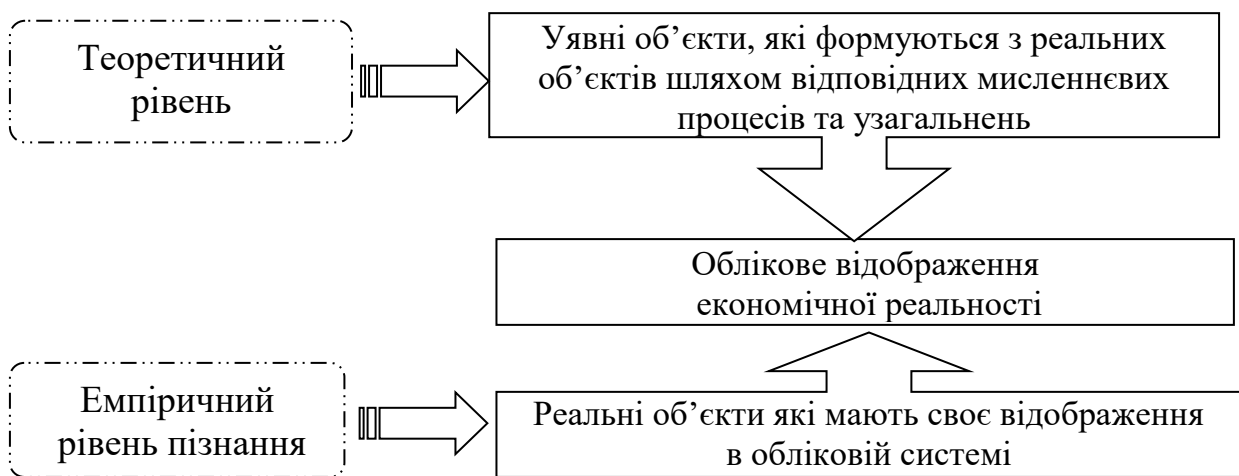 Теоретичний
рівень
Уявні об’єкти, які формуються з реальних
об’єктів шляхом відповідних мисленнєвих
процесів та узагальнень
Облікове відображення
економічної реальності
Емпіричний
рівень пізнання
Реальні об’єкти які мають своє відображення
в обліковій системі